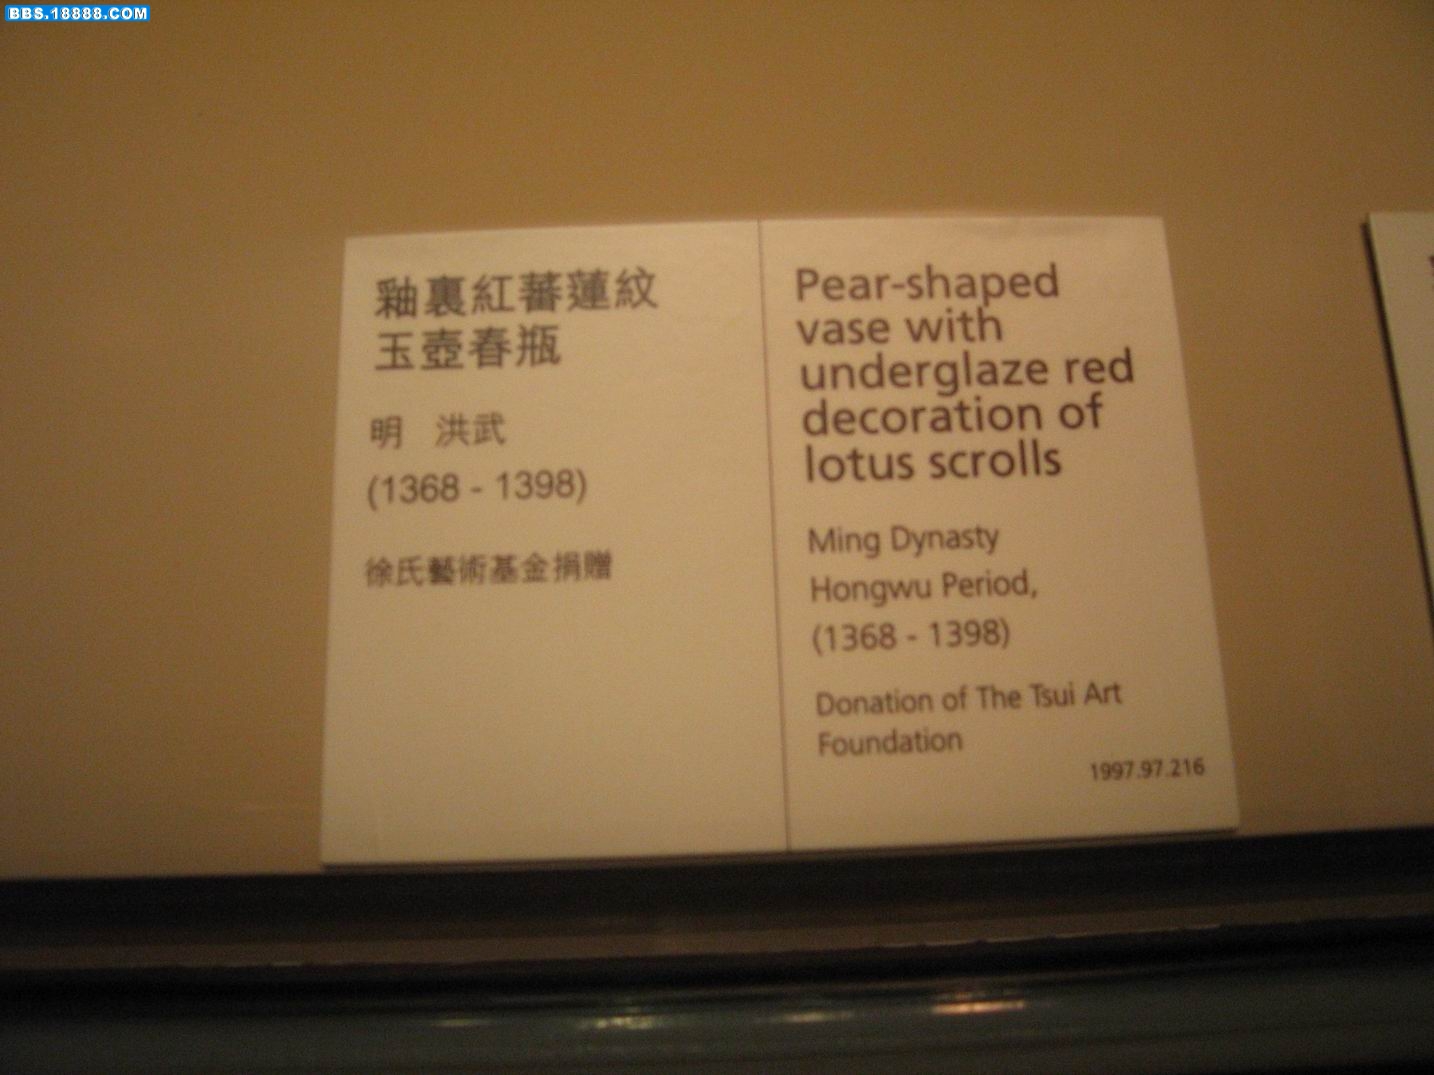 BBS.18888.COM
釉裏紅蕃蓮紋
玉壺春瓶
明　洪武
(1368 - 1398)
徐氏藝術基金捐贈
Pear-shaped
vase with
underglaze red
decoration of
lotus scrolls
Ming Dynasty
Hongwu Period,
(1368 - 1398)
Donation of The Tsui Art
Foundation
1997.97.216